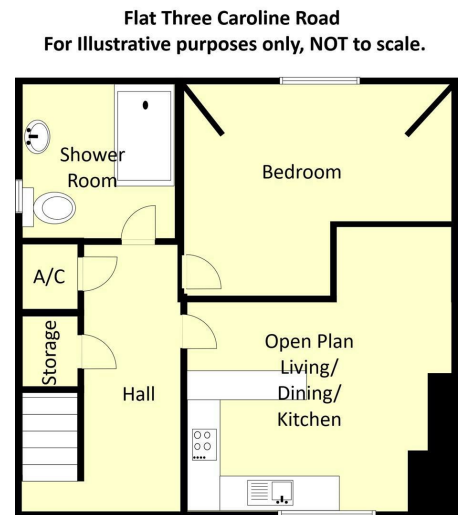 Flat Three Caroline Road
For Illustrative purposes only, NOT to scale.
Shower
Room
Bedroom
A/C
Storage
Hall
Open Plan
Living/
Dining/
Kitchen